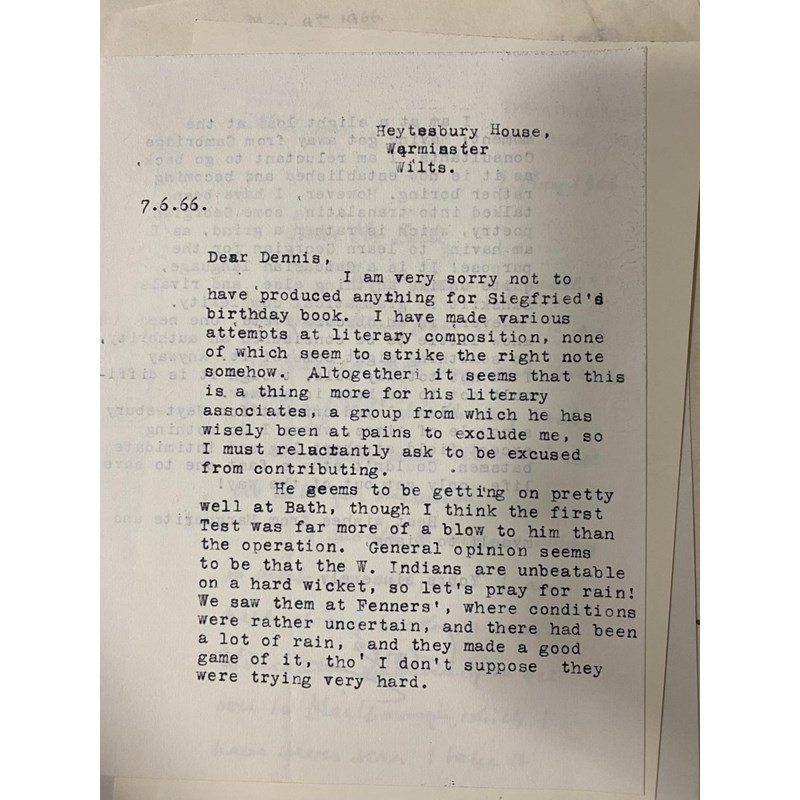 Heytesbury House,
Warminster
Wilts.
7.6.66.
Dear Dennis,
I am very sorry not to
have produced anything for Siegfried's
birthday book. I have made various
attempts at literary composition, none
of which seem to strike the right note
somehow. Altogether it seems that this
is a thing more for his literary
associates, a group from which he has
wisely been at pains to exclude me, so
I must reluctantly ask to be excused
from contributing.
He seems to be getting on pretty
well at Bath, though I think the first
Test was far more of a blow to him than
the operation. General opinion seems
to be that the W. Indians are unbeatable
on a hard wicket, so let's pray for rain!
We saw them at Fenners', where conditions
were rather uncertain, and there had been
a lot of rain, and they made a good
game of it, tho' I don't suppose they
were trying very hard.